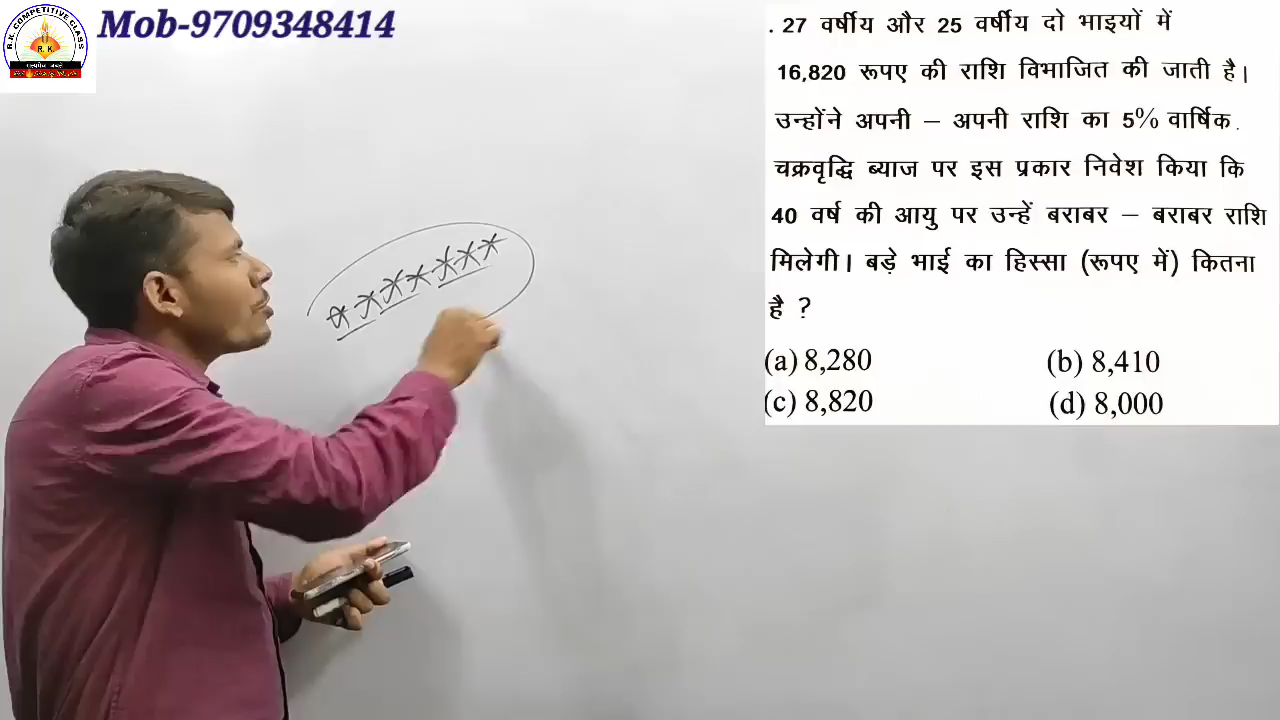 R.K. COMPETITIVE CLASS
R. K.
Mob-9709348414
. 27 वर्षीय और 25 वर्षीय दो भाइयों में
16,820 रूपए की राशि विभाजित की जाती है।
उन्होंने अपनी – अपनी राशि का 5% वार्षिक.
चक्रवृद्धि ब्याज पर इस प्रकार निवेश किया कि
40 वर्ष की आयु पर उन्हें बराबर – बराबर राशि
मिलेगी। बड़े भाई का हिस्सा (रूपए में) कितना
है ?
(a) 8,280 (b) 8,410
(c) 8,820 (d) 8,000